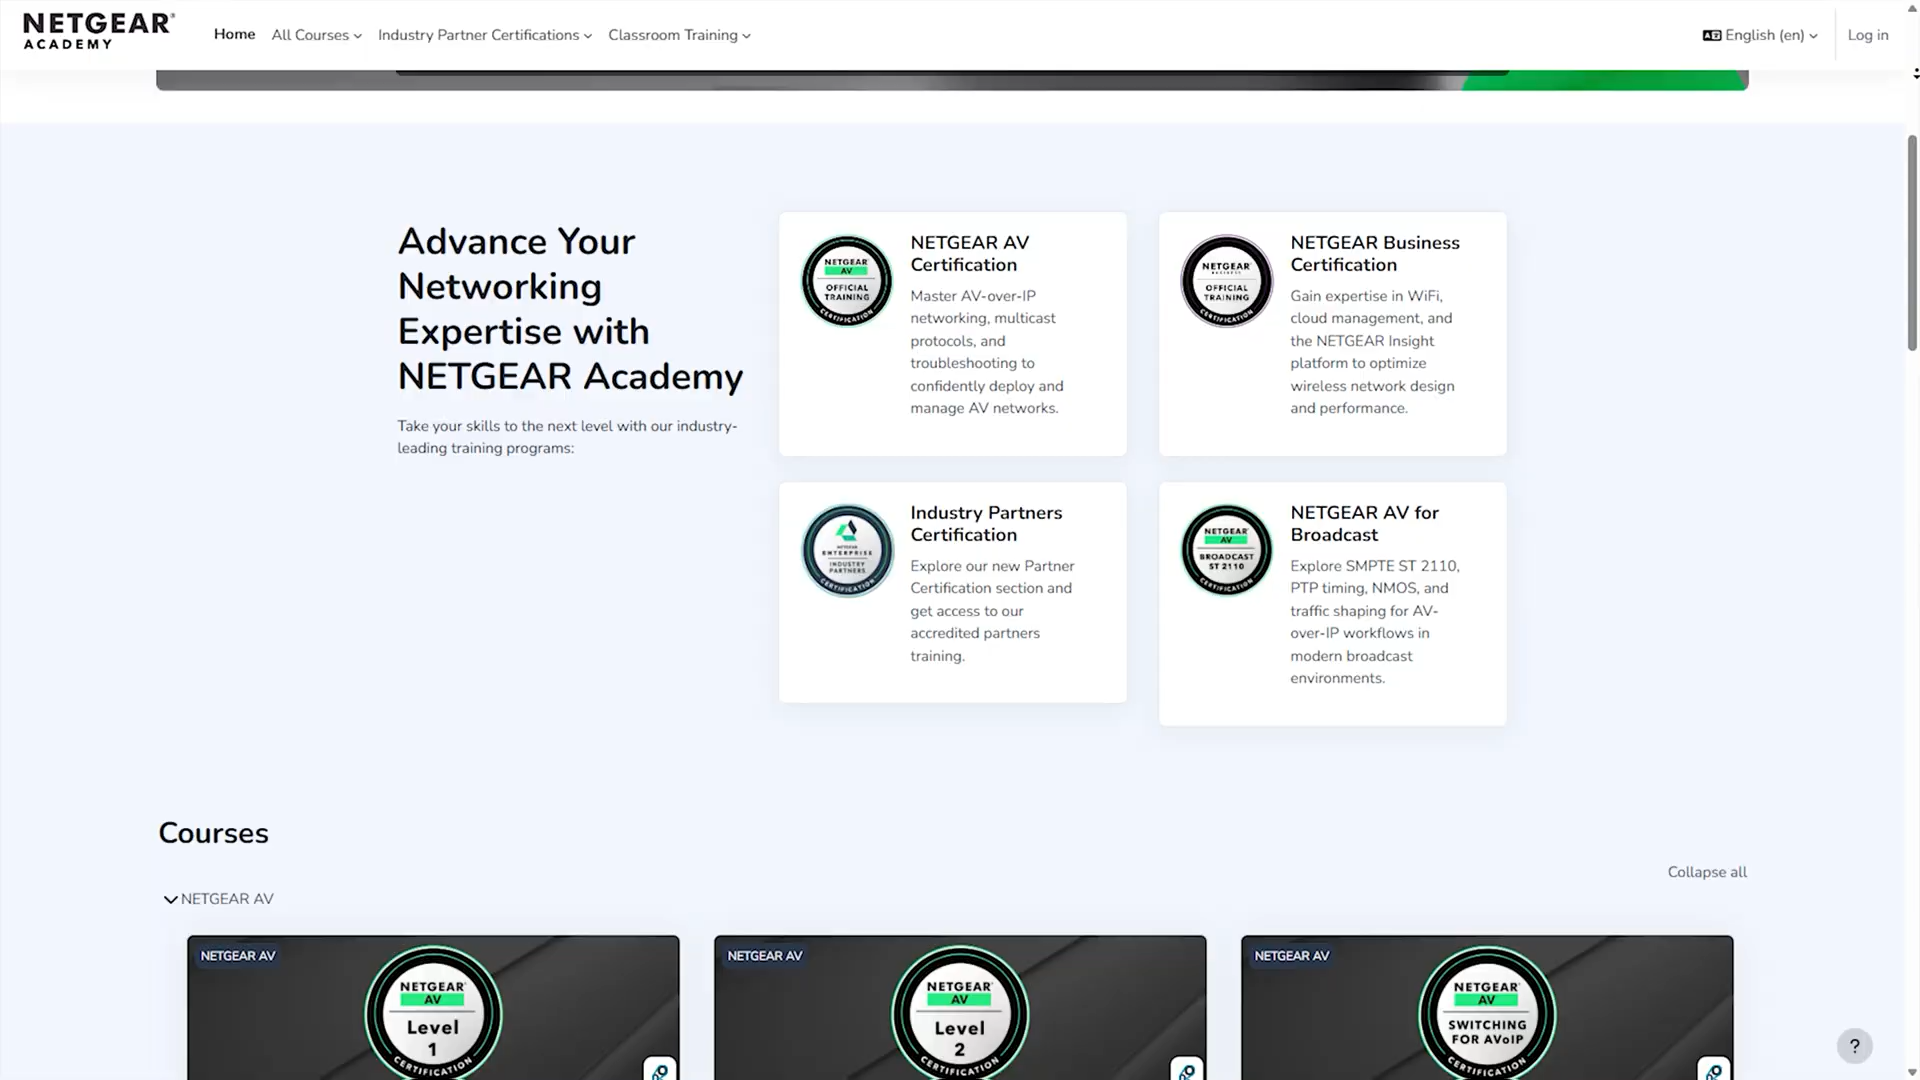 NETGEAR
ACADEMY
Home
All Courses
Industry Partner Certifications
Classroom Training
English (en)
Log in
Advance Your
Networking
Expertise with
NETGEAR Academy
Take your skills to the next level with our industry-
leading training programs:
NETGEAR
AV
OFFICIAL
TRAINING
CERTIFICATION
NETGEAR AV
Certification
Master AV-over-IP
networking, multicast
protocols, and
troubleshooting to
confidently deploy and
manage AV networks.
NETGEAR
BUSINESS
OFFICIAL
TRAINING
CERTIFICATION
NETGEAR Business
Certification
Gain expertise in WiFi,
cloud management, and
the NETGEAR Insight
platform to optimize
wireless network design
and performance.
NETGEAR
ENTERPRISE
INDUSTRY
PARTNERS
CERTIFICATION
Industry Partners
Certification
Explore our new Partner
Certification section and
get access to our
accredited partners
training.
NETGEAR
AV
BROADCAST
ST 2110
CERTIFICATION
NETGEAR AV for
Broadcast
Explore SMPTE ST 2110,
PTP timing, NMOS, and
traffic shaping for AV-
over-IP workflows in
modern broadcast
environments.
Courses
Collapse all
NETGEAR AV
NETGEAR AV
NETGEAR
AV
Level
1
CERTIFICATION
NETGEAR AV
NETGEAR
AV
Level
2
CERTIFICATION
NETGEAR AV
NETGEAR
AV
SWITCHING
FOR AVoIP
CERTIFICATION
?